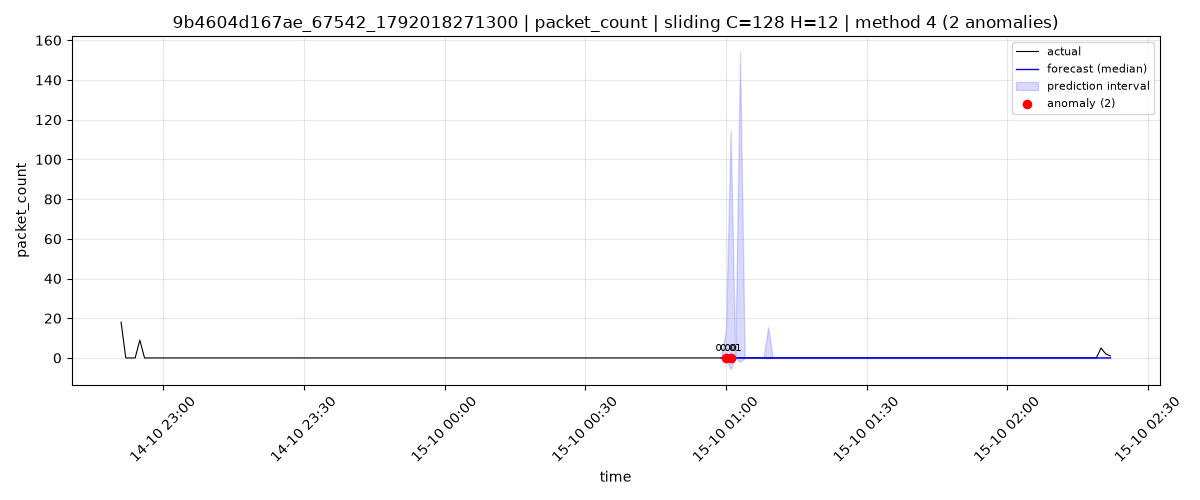 9b4604d167ae_67542_1792018271300 | packet_count | sliding C=128 H=12 | method 4 (2 anomalies)
160
140
120
100
80
60
40
20
0
packet_count
actual
forecast (median)
prediction interval
anomaly (2)
14-10 23:00
14-10 23:30
15-10 00:00
15-10 00:30
15-10 01:00
15-10 01:30
15-10 02:00
15-10 02:30
time